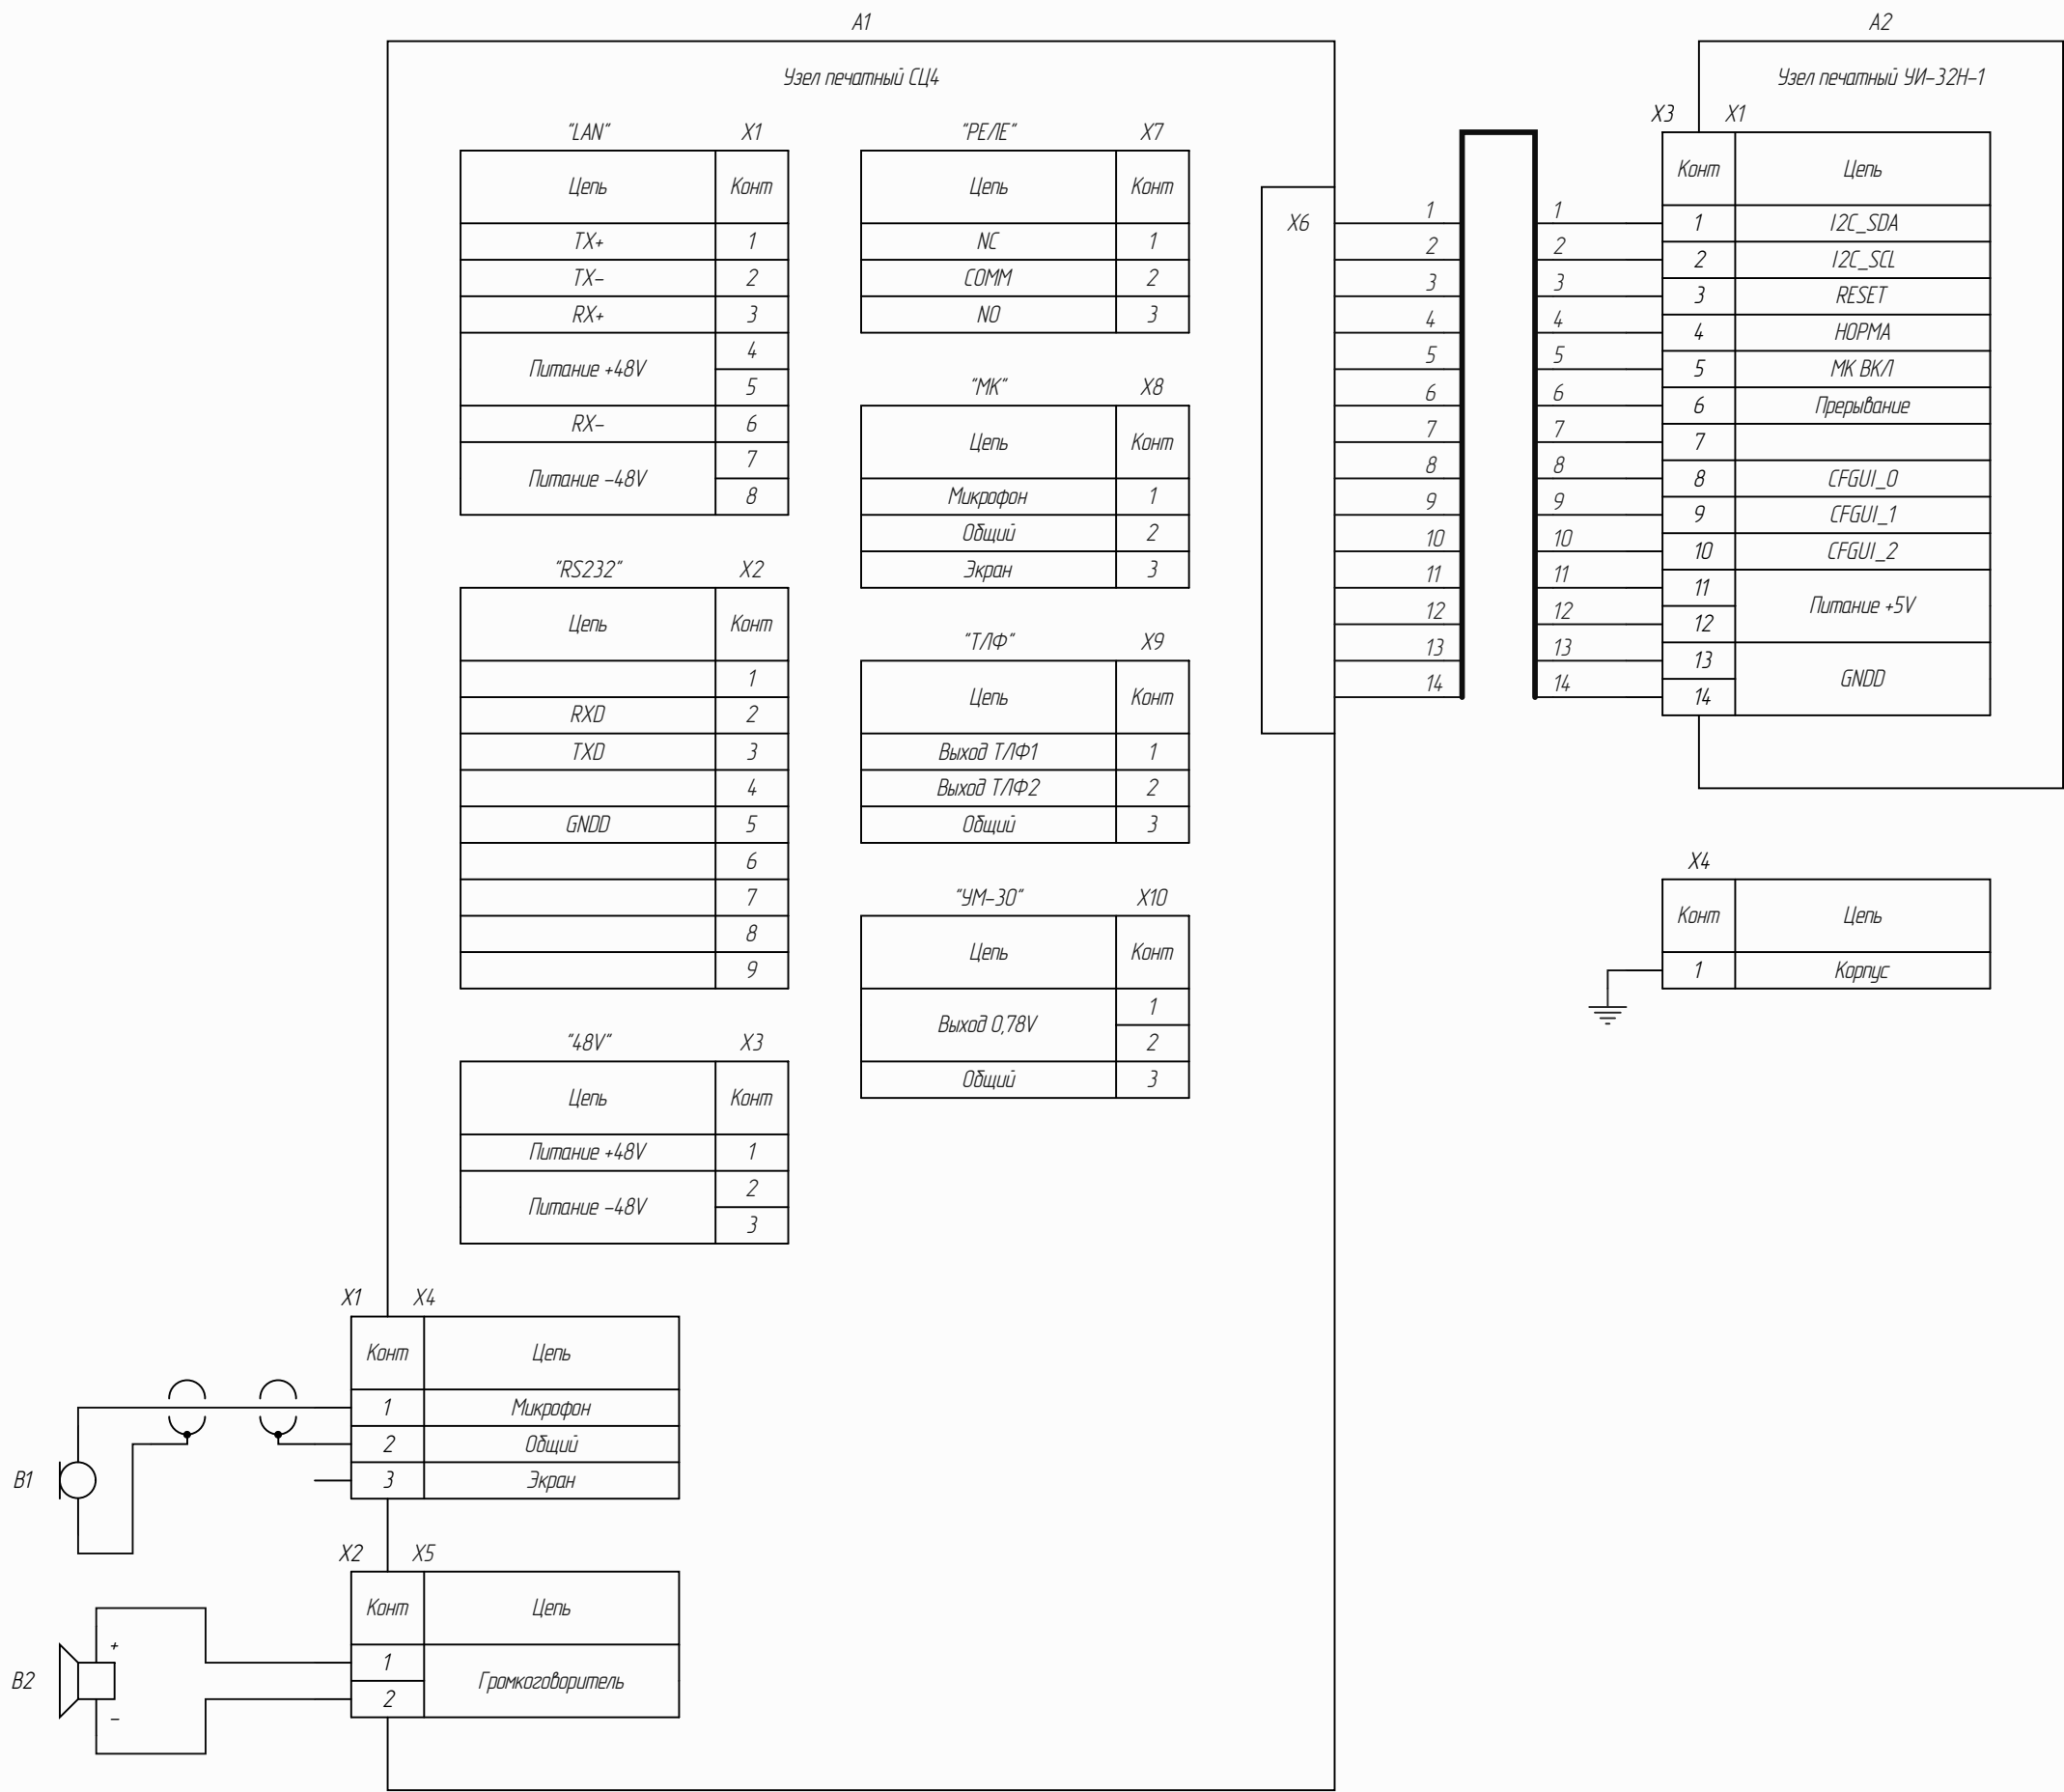 А1
Узел печатный СЦ4
"LAN" X1
Цепь Конт
TX+ 1
TX- 2
RX+ 3
Питание +48V 4
5
RX- 6
Питание -48V 7
8
"RS232" X2
Цепь Конт
1
RXD 2
TXD 3
4
GNDD 5
6
7
8
9
"48V" X3
Цепь Конт
Питание +48V 1
Питание -48V 2
3
"РЕЛЕ" X7
Цепь Конт
NC 1
COMM 2
NO 3
"МК" X8
Цепь Конт
Микрофон 1
Общий 2
Экран 3
"ТЛФ" X9
Цепь Конт
Выход ТЛФ1 1
Выход ТЛФ2 2
Общий 3
"УМ-30" X10
Цепь Конт
Выход 0,78V 1
2
Общий 3
X6
1 1
2 2
3 3
4 4
5 5
6 6
7 7
8 8
9 9
10 10
11 11
12 12
13 13
14 14
А2
Узел печатный УИ-32Н-1
X3 X1
Конт Цепь
1 I2C_SDA
2 I2C_SCL
3 RESET
4 НОРМА
5 МК ВКЛ
6 Прерывание
7
8 CFGUI_0
9 CFGUI_1
10 CFGUI_2
11 Питание +5V
12
13 GNDD
14
X4
Конт Цепь
1 Корпус
X1 X4
Конт Цепь
1 Микрофон
2 Общий
3 Экран
B1
X2 X5
Конт Цепь
1 Громкоговоритель
2
B2
+
-